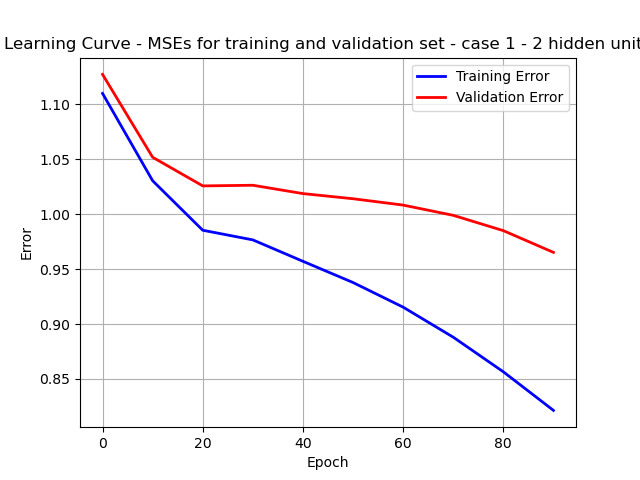 Learning Curve - MSEs for training and validation set - case 1 - 2 hidden unit
Training Error
Validation Error
1.10
1.05
1.00
0.95
0.90
0.85
Error
0 20 40 60 80
Epoch